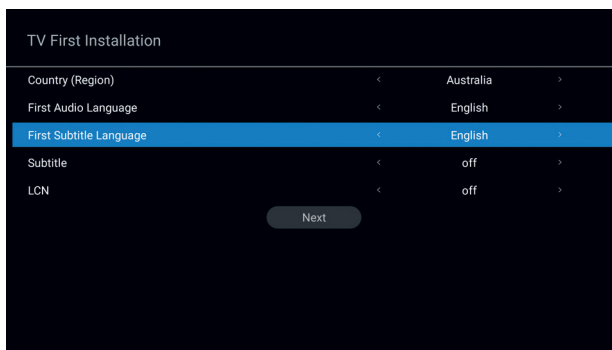 TV First Installation
Country (Region) < Australia >
First Audio Language < English >
First Subtitle Language < English >
Subtitle < off >
LCN < off >
Next